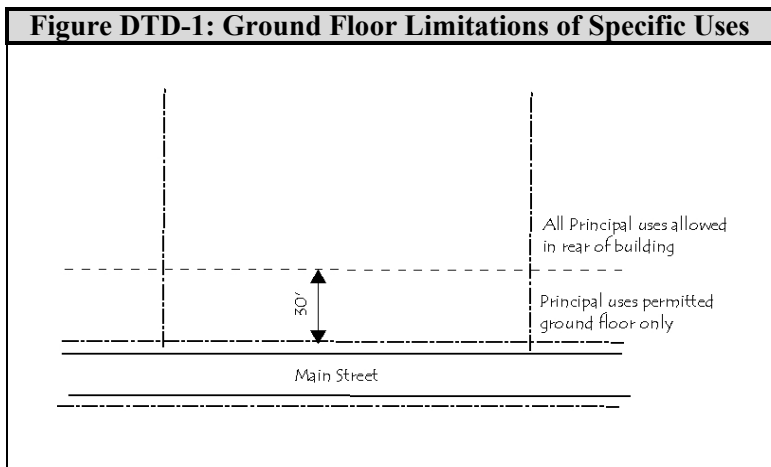 Figure DTD-1: Ground Floor Limitations of Specific Uses
All Principal uses allowed
in rear of building
30'
Principal uses permitted
ground floor only
Main Street